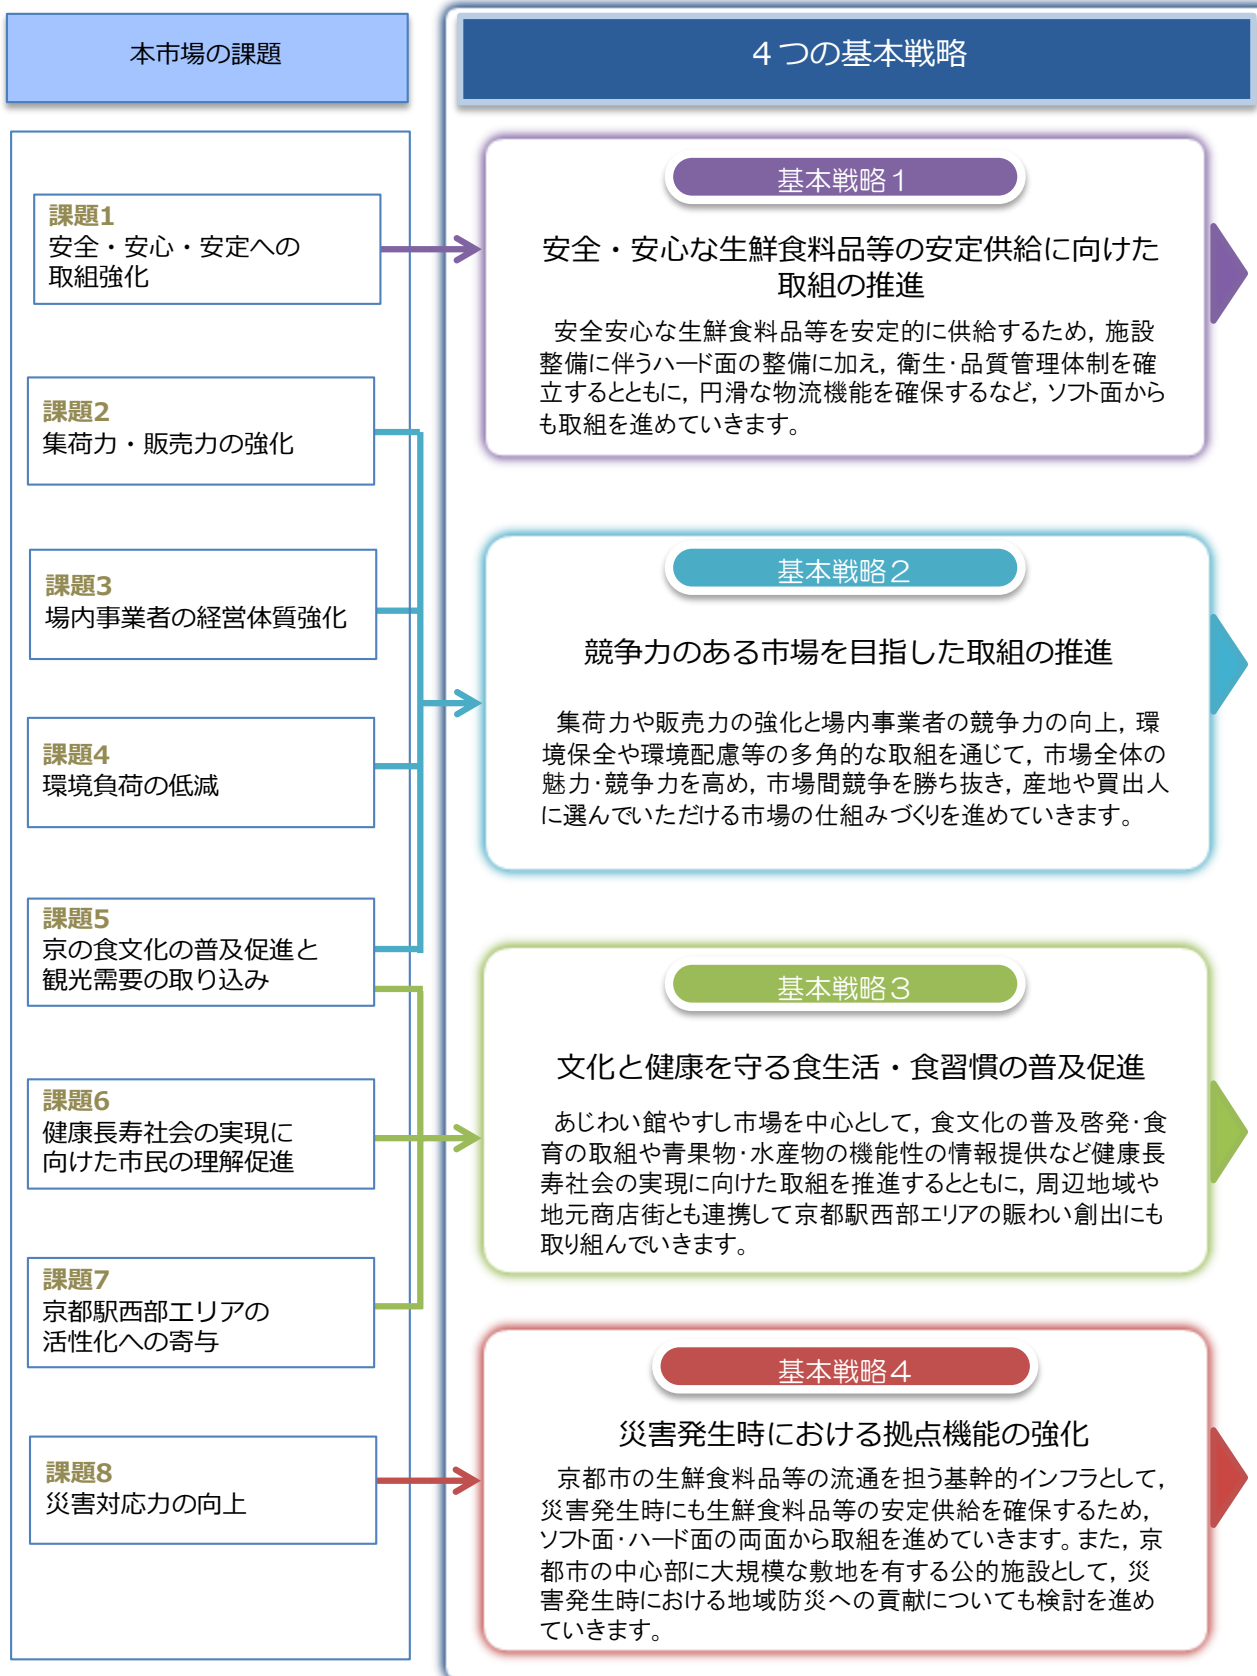 本市場の課題
4つの基本戦略
課題1
安全・安心・安定への
取組強化
課題2
集荷力・販売力の強化
課題3
場内事業者の経営体質強化
課題4
環境負荷の低減
課題5
京の食文化の普及促進と
観光需要の取り込み
課題6
健康長寿社会の実現に
向けた市民の理解促進
課題7
京都駅西部エリアの
活性化への寄与
課題8
災害対応力の向上
基本戦略1
安全・安心な生鮮食料品等の安定供給に向けた
取組の推進
安全安心な生鮮食料品等を安定的に供給するため，施設
整備に伴うハード面の整備に加え，衛生・品質管理体制を確
立するとともに，円滑な物流機能を確保するなど，ソフト面から
も取組を進めていきます。
基本戦略2
競争力のある市場を目指した取組の推進
集荷力や販売力の強化と場内事業者の競争力の向上，環
境保全や環境配慮等の多角的な取組を通じて，市場全体の
魅力・競争力を高め，市場間競争を勝ち抜き，産地や買出人
に選んでいただける市場の仕組みづくりを進めていきます。
基本戦略3
文化と健康を守る食生活・食習慣の普及促進
あじわい館やすし市場を中心として，食文化の普及啓発・食
育の取組や青果物・水産物の機能性の情報提供など健康長
寿社会の実現に向けた取組を推進するとともに，周辺地域や
地元商店街とも連携して京都駅西部エリアの賑わい創出にも
取り組んでいきます。
基本戦略4
災害発生時における拠点機能の強化
京都市の生鮮食料品等の流通を担う基幹的インフラとして，
災害発生時にも生鮮食料品等の安定供給を確保するため，
ソフト面・ハード面の両面から取組を進めていきます。また，京
都市の中心部に大規模な敷地を有する公的施設として，災
害発生時における地域防災への貢献についても検討を進め
ていきます。